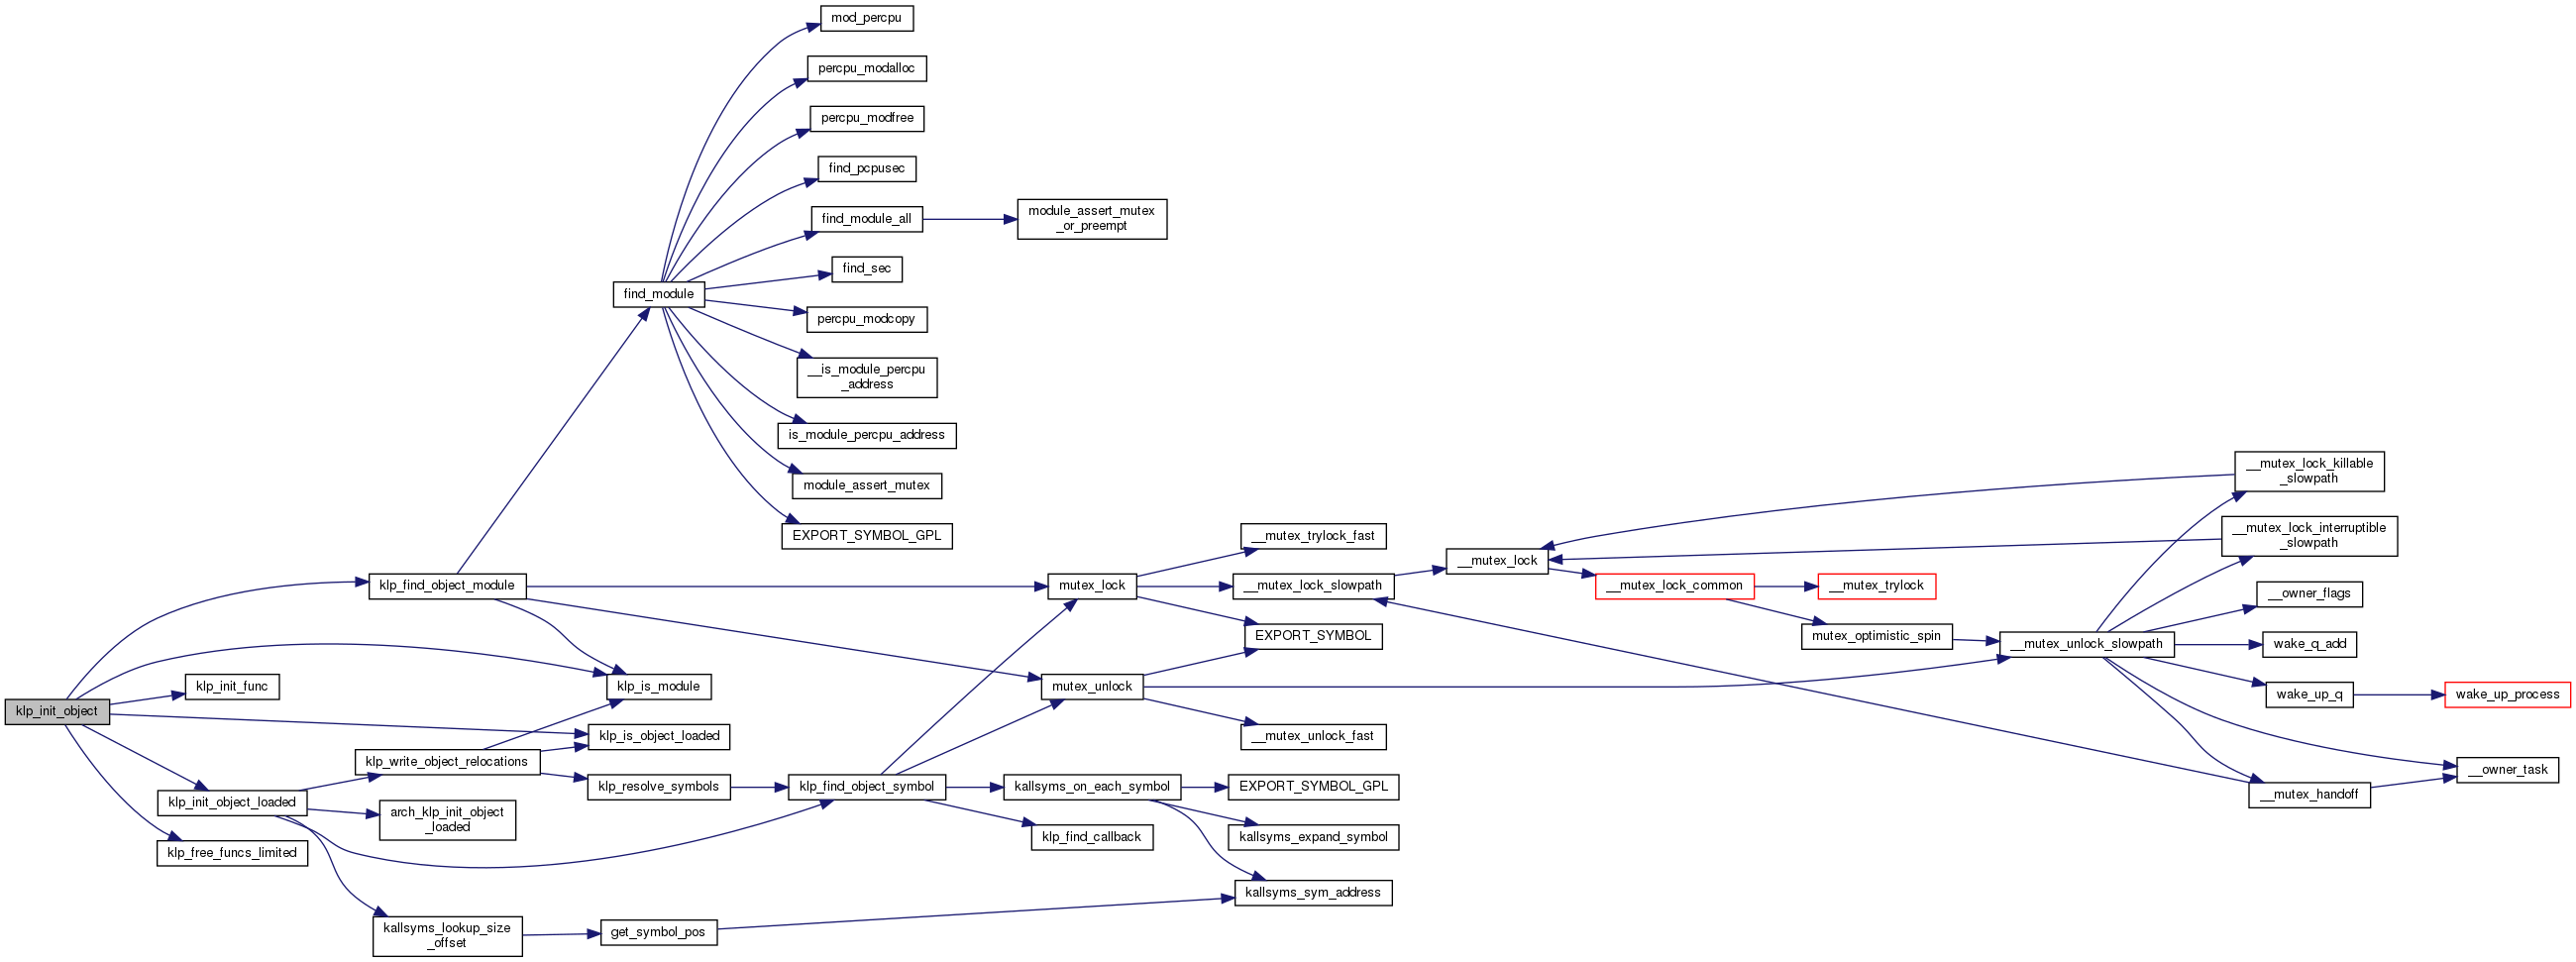 mod_percpu
percpu_modalloc
percpu_modfree
find_pcpusec
find_module_all
module_assert_mutex
_or_preempt
find_sec
find_module
percpu_modcopy
__is_module_percpu
_address
is_module_percpu_address
module_assert_mutex
EXPORT_SYMBOL_GPL
klp_find_object_module
klp_init_func
klp_init_object
klp_is_module
klp_is_object_loaded
klp_write_object_relocations
klp_init_object_loaded
arch_klp_init_object
_loaded
klp_free_funcs_limited
klp_resolve_symbols
kallsyms_lookup_size
_offset
get_symbol_pos
klp_find_object_symbol
mutex_lock
mutex_unlock
kallsyms_on_each_symbol
klp_find_callback
__mutex_trylock_fast
__mutex_lock_slowpath
EXPORT_SYMBOL
__mutex_unlock_fast
EXPORT_SYMBOL_GPL
kallsyms_expand_symbol
kallsyms_sym_address
__mutex_lock
__mutex_lock_common
__mutex_trylock
mutex_optimistic_spin
__mutex_unlock_slowpath
__mutex_lock_killable
_slowpath
__mutex_lock_interruptible
_slowpath
__owner_flags
wake_q_add
wake_up_q
wake_up_process
__owner_task
__mutex_handoff